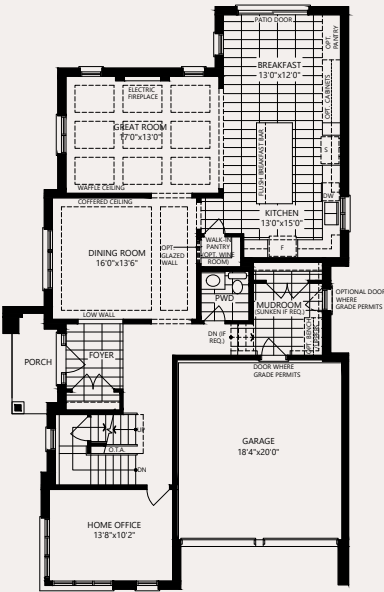 PATIO DOOR
OPT. PANTRY
BREAKFAST
13'0"x12'0"
OPT. CABINETS
ELECTRIC
FIREPLACE
GREAT ROOM
17'0"x13'0"
FLUSH BREAKFAST BAR
S
WAFFLE CEILING
COFFERED CEILING
DW
KITCHEN
13'0"x15'0"
F
WALK-IN
PANTRY
(OPT. WINE
ROOM)
OPT.
GLAZED
WALL
DINING ROOM
16'0"x13'6"
PWD
MUDROOM
(SUNKEN IF REQ.)
OPTIONAL DOOR
WHERE
GRADE PERMITS
OPT. BENCH
LOW WALL
DN (IF
REQ.)
PORCH
FOYER
DOOR WHERE
GRADE PERMITS
UP
O.T.A.
DN
GARAGE
18'4"x20'0"
HOME OFFICE
13'8"x10'2"